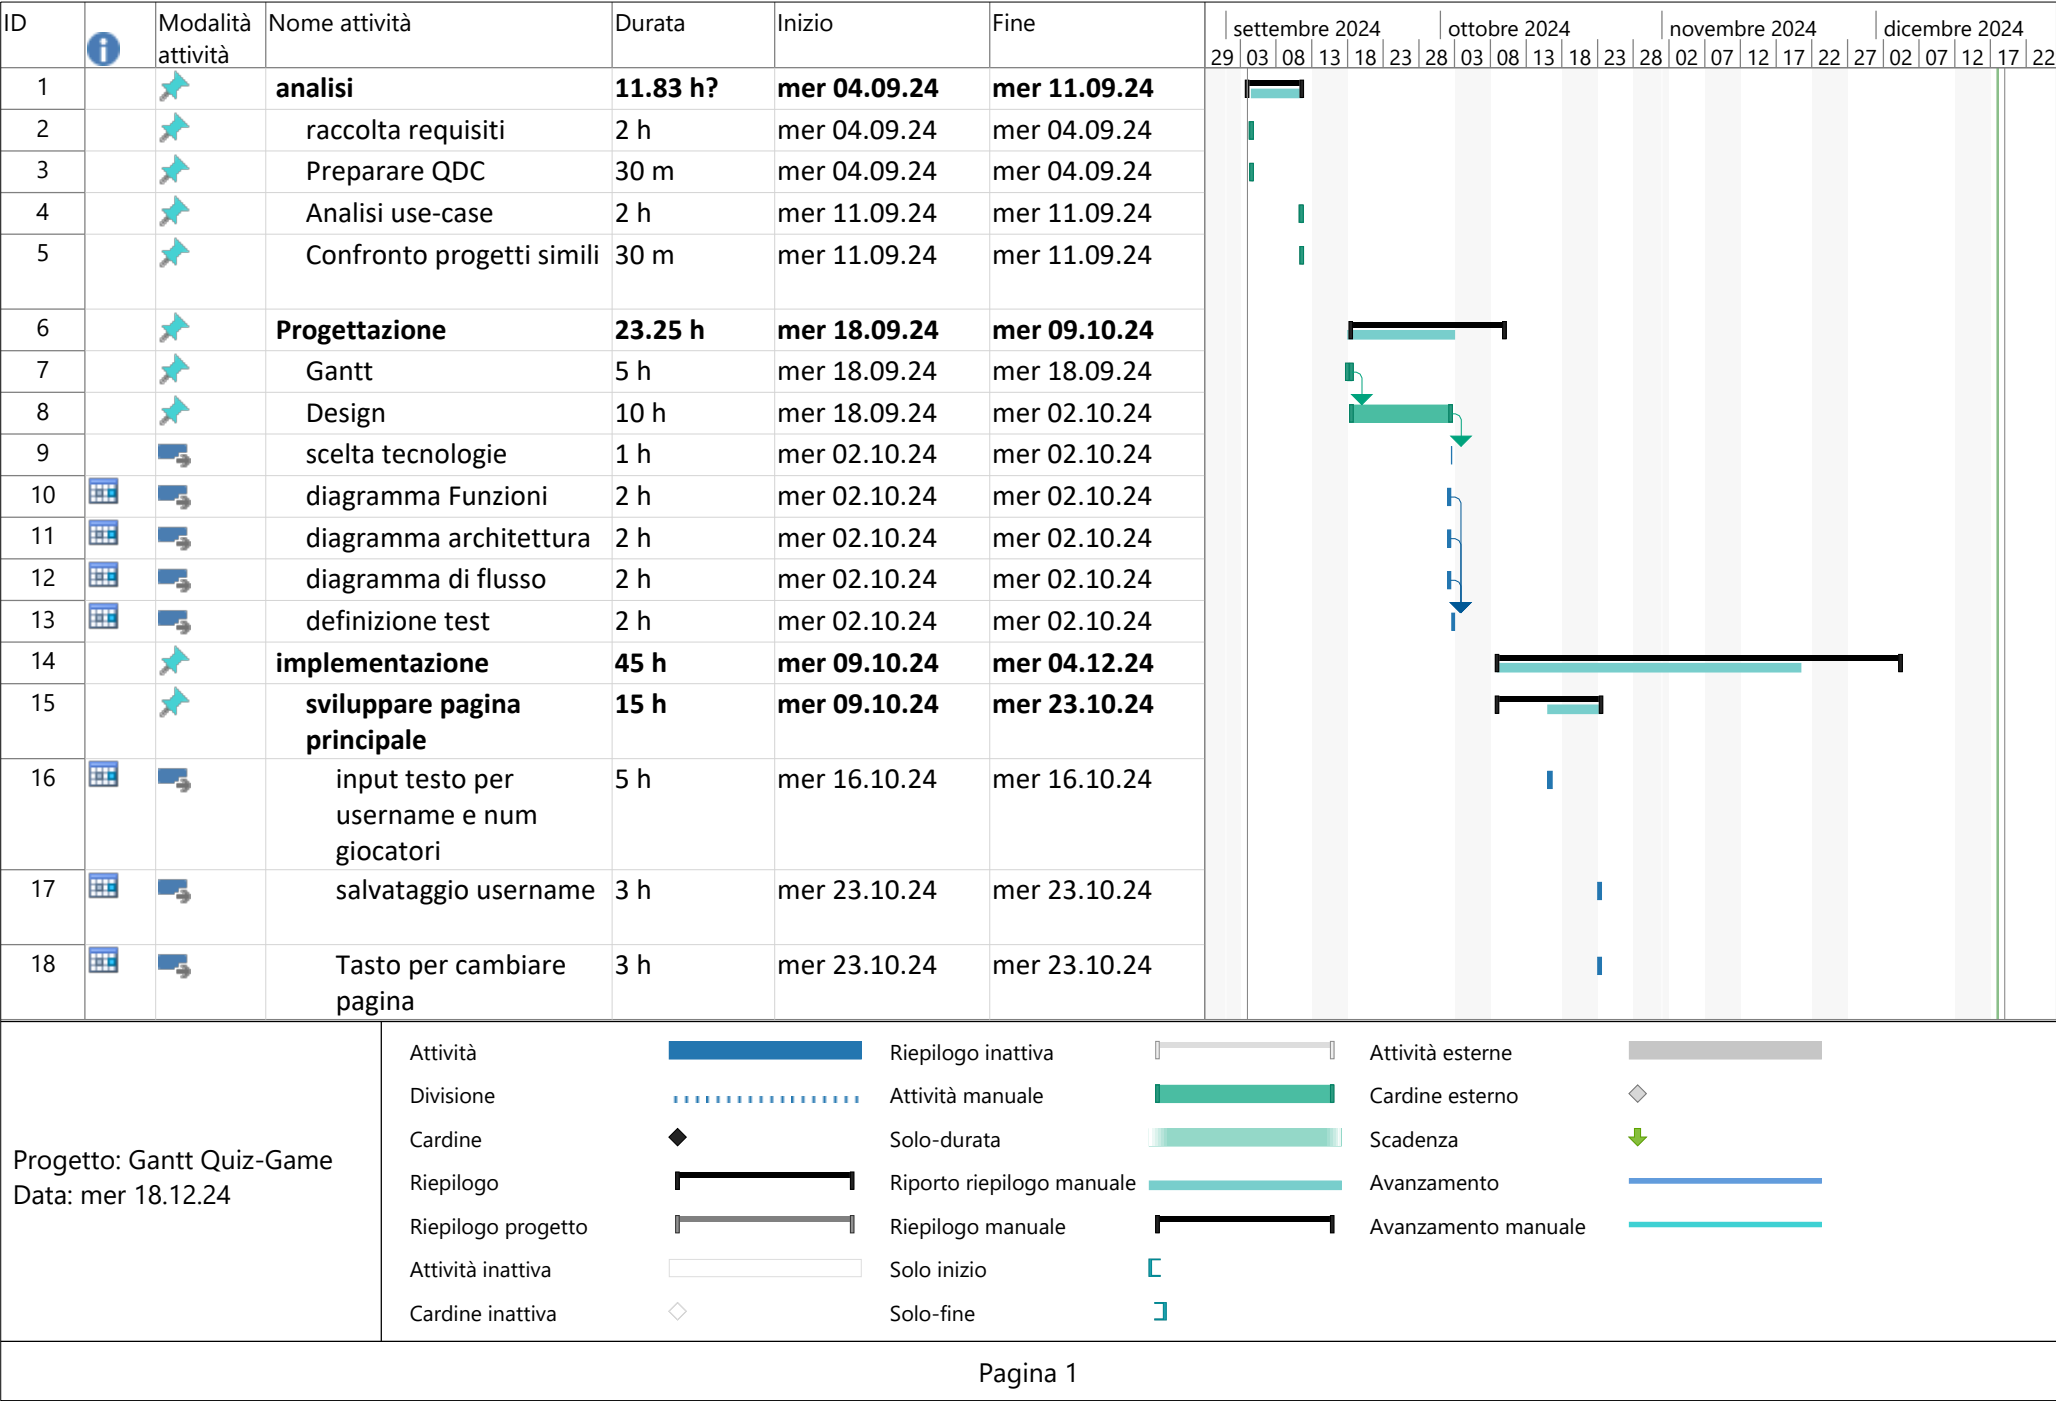 ID Modalità attività Nome attività Durata Inizio Fine
settembre 2024 ottobre 2024 novembre 2024 dicembre 2024
29 03 08 13 18 23 28 03 08 13 18 23 28 02 07 12 17 22 27 02 07 12 17 22
1 analisi 11.83 h? mer 04.09.24 mer 11.09.24
2 raccolta requisiti 2 h mer 04.09.24 mer 04.09.24
3 Preparare QDC 30 m mer 04.09.24 mer 04.09.24
4 Analisi use-case 2 h mer 11.09.24 mer 11.09.24
5 Confronto progetti simili 30 m mer 11.09.24 mer 11.09.24
6 Progettazione 23.25 h mer 18.09.24 mer 09.10.24
7 Gantt 5 h mer 18.09.24 mer 18.09.24
8 Design 10 h mer 18.09.24 mer 02.10.24
9 scelta tecnologie 1 h mer 02.10.24 mer 02.10.24
10 diagramma Funzioni 2 h mer 02.10.24 mer 02.10.24
11 diagramma architettura 2 h mer 02.10.24 mer 02.10.24
12 diagramma di flusso 2 h mer 02.10.24 mer 02.10.24
13 definizione test 2 h mer 02.10.24 mer 02.10.24
14 implementazione 45 h mer 09.10.24 mer 04.12.24
15 sviluppare pagina 15 h mer 09.10.24 mer 23.10.24
principale
16 input testo per 5 h mer 16.10.24 mer 16.10.24
username e num
giocatori
17 salvataggio username 3 h mer 23.10.24 mer 23.10.24
18 Tasto per cambiare 3 h mer 23.10.24 mer 23.10.24
pagina
Progetto: Gantt Quiz-Game
Data: mer 18.12.24
Attività Riepilogo inattiva Attività esterne
Divisione Attività manuale Cardine esterno
Cardine Solo-durata Scadenza
Riepilogo Riporto riepilogo manuale Avanzamento
Riepilogo progetto Riepilogo manuale Avanzamento manuale
Attività inattiva Solo inizio
Cardine inattiva Solo-fine
Pagina 1